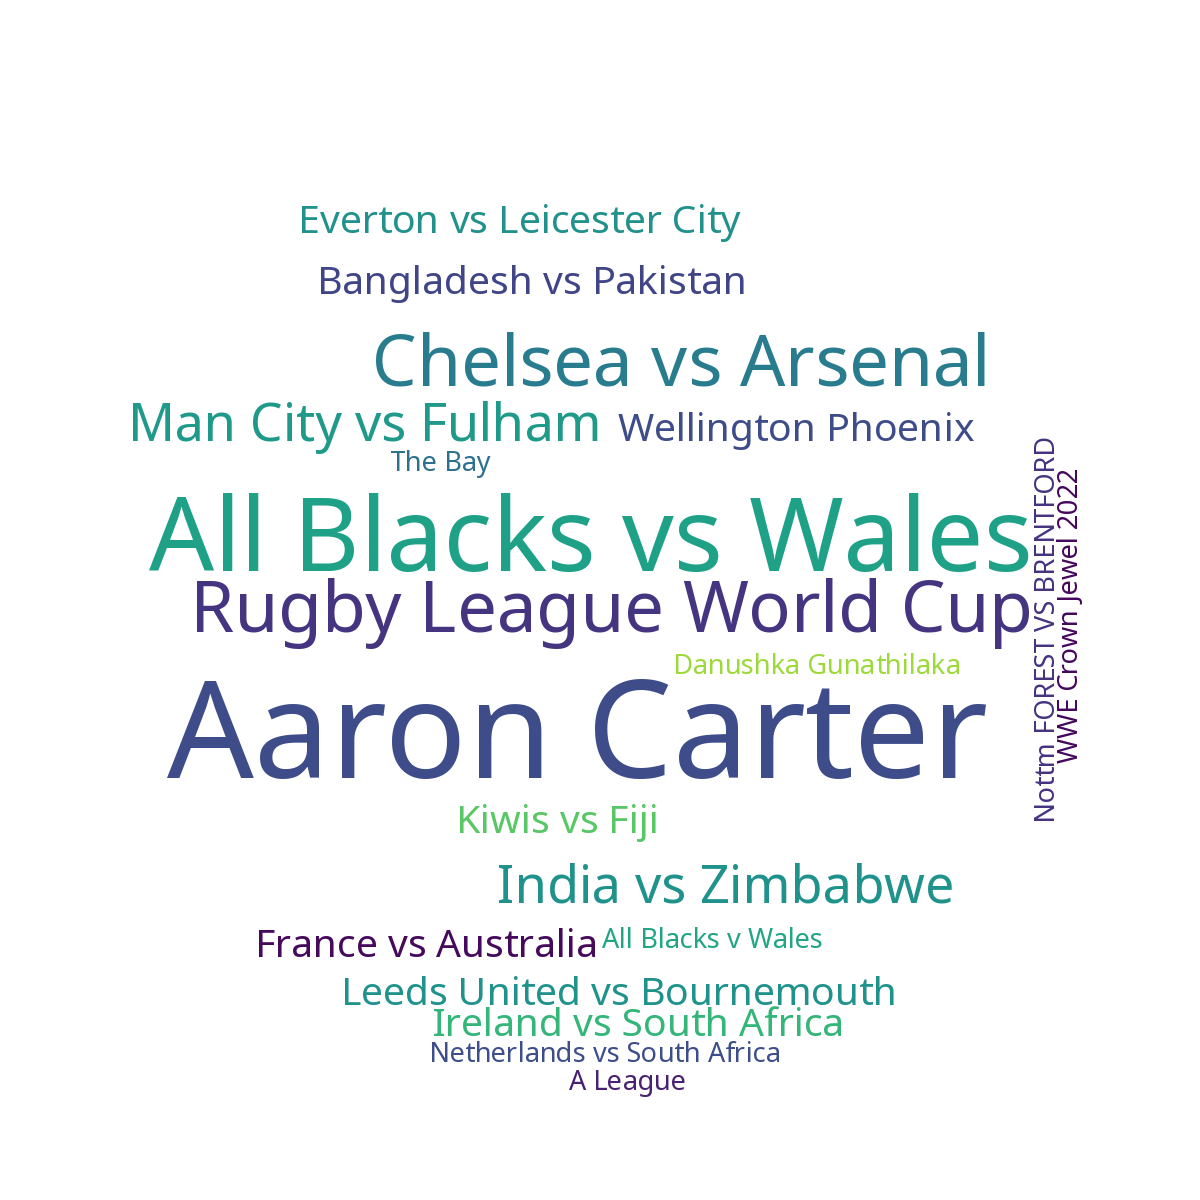 Everton vs Leicester City
Bangladesh vs Pakistan
Chelsea vs Arsenal
Man City vs Fulham
Wellington Phoenix
The Bay
All Blacks vs Wales
Rugby League World Cup
Nottm FOREST VS BRENTFORD
WWE Crown Jewel 2022
Danushka Gunathilaka
Aaron Carter
Kiwis vs Fiji
India vs Zimbabwe
France vs Australia
All Blacks v Wales
Leeds United vs Bournemouth
Ireland vs South Africa
Netherlands vs South Africa
A League